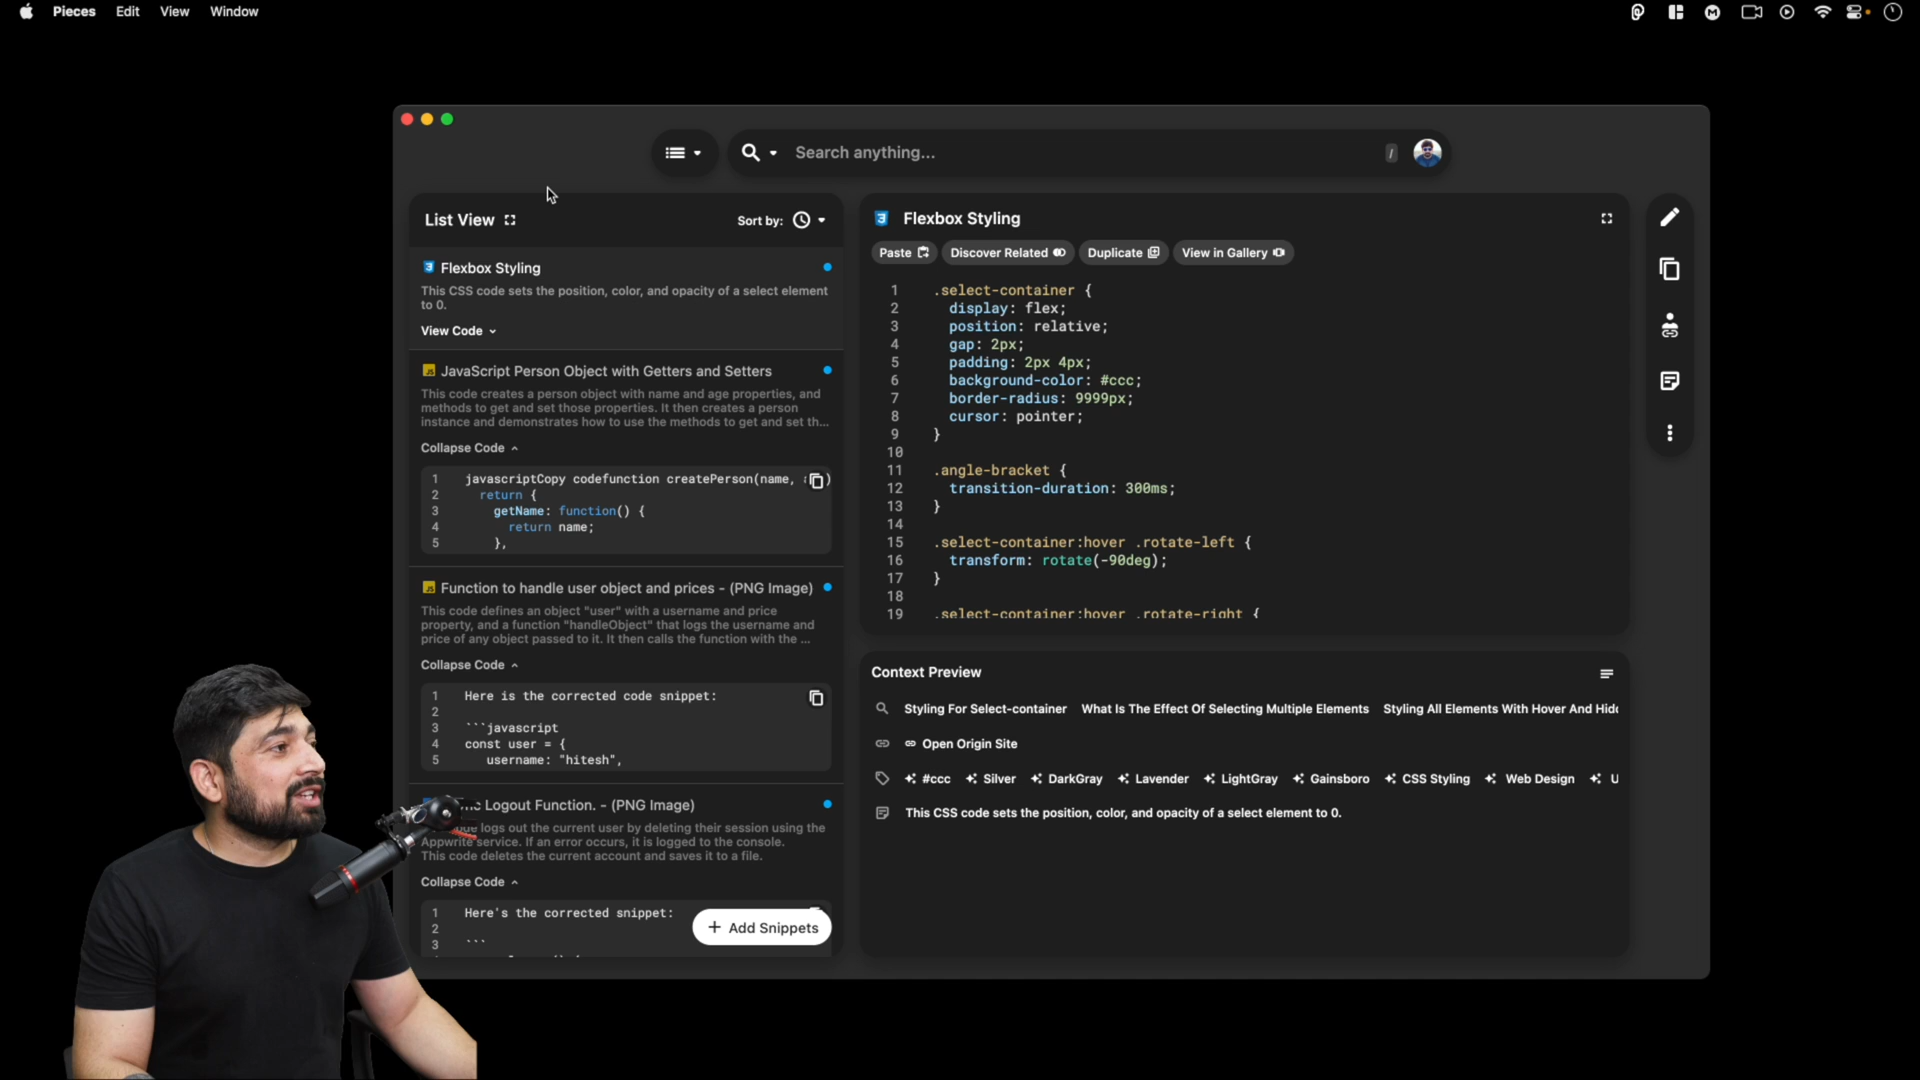 Pieces Edit View Window
Search anything... /
List View Sort by:
Flexbox Styling
This CSS code sets the position, color, and opacity of a select element
to 0.
View Code
JavaScript Person Object with Getters and Setters
This code creates a person object with name and age properties, and
methods to get and set those properties. It then creates a person
instance and demonstrates how to use the methods to get and set th...
Collapse Code
1 javascriptCopy codefunction createPerson(name,
2 return {
3 getName: function() {
4 return name;
5 },
Function to handle user object and prices - (PNG Image)
This code defines an object "user" with a username and price
property, and a function "handleObject" that logs the username and
price of any object passed to it. It then calls the function with the ...
Collapse Code
1 Here is the corrected code snippet:
2
3 ```javascript
4 const user = {
5 username: "hitesh",
Logout Function. - (PNG Image)
logs out the current user by deleting their session using the
Appwrite service. If an error occurs, it is logged to the console.
This code deletes the current account and saves it to a file.
Collapse Code
1 Here's the corrected snippet:
2
3 ```
+ Add Snippets
Flexbox Styling
Paste Discover Related Duplicate View in Gallery
1 .select-container {
2 display: flex;
3 position: relative;
4 gap: 2px;
5 padding: 2px 4px;
6 background-color: #ccc;
7 border-radius: 9999px;
8 cursor: pointer;
9 }
10
11 .angle-bracket {
12 transition-duration: 300ms;
13 }
14
15 .select-container:hover .rotate-left {
16 transform: rotate(-90deg);
17 }
18
19 .select-container:hover .rotate-right {
Context Preview
Styling For Select-container What Is The Effect Of Selecting Multiple Elements Styling All Elements With Hover And
Open Origin Site
#ccc Silver DarkGray Lavender LightGray Gainsboro CSS Styling Web Design U
This CSS code sets the position, color, and opacity of a select element to 0.